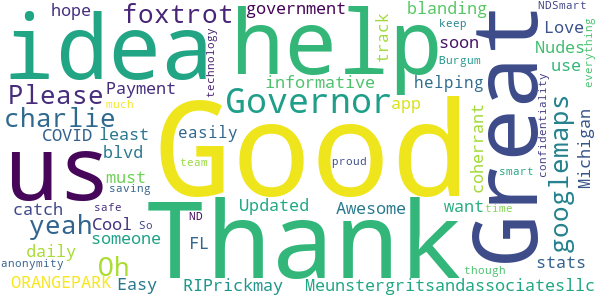 hope
foxtrot
government
blanding
NDSmart
idea
help
technology
track
keep
Burgum
soon
Great
Love
Nudes
use
everything
Please
Payment
much
informative
helping
charlie
Governor
app
COVID
least
easily
Good
coherrant
confidentiality
googlemaps
Michigan
us
blvd
must
team
proud
smart
saving
catch
safe
Cool
So
ND
Updated
Awesome
want
time
yeah
someone
Thank
FL
stats
daily
Oh
though
anonymity
ORANGEPARK
Easy
RIPrickmay
Meunstergritsandassociatesllc